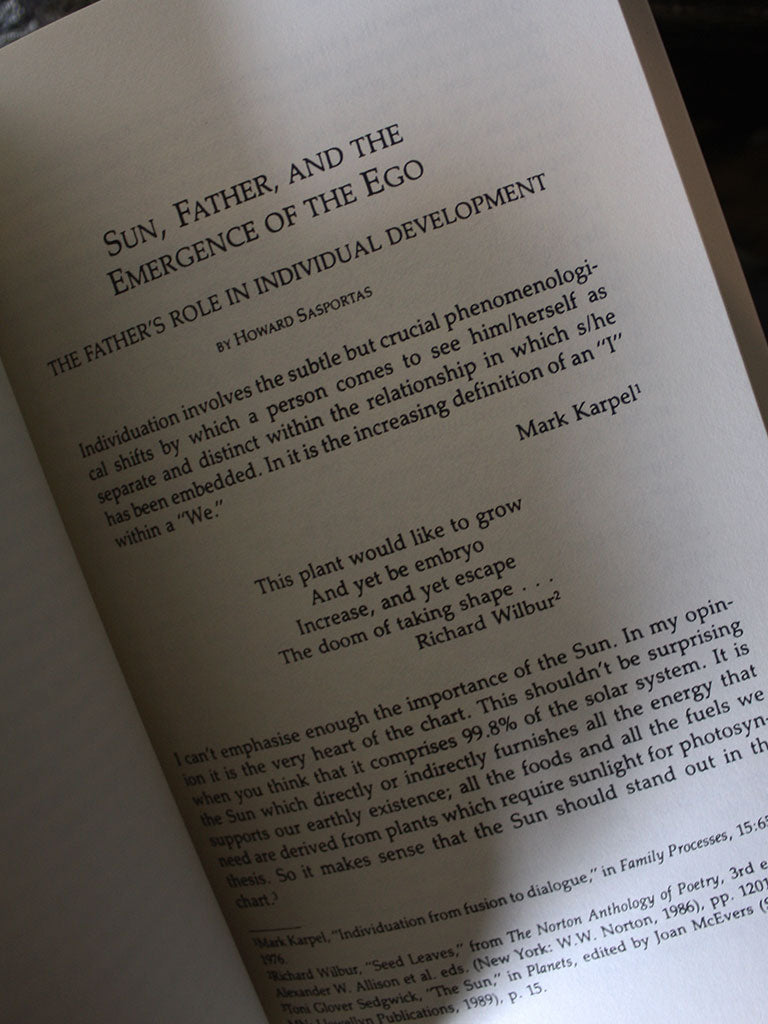 SUN, FATHER, AND THE
EMERGENCE OF THE EGO
THE FATHER'S ROLE IN INDIVIDUAL DEVELOPMENT
BY HOWARD SASPORTAS
Individuation involves the subtle but crucial phenomenologi-
cal shifts by which a person comes to see him/herself as
separate and distinct within the relationship in which s/he
has been embedded. In it is the increasing definition of an "I"
within a "We."
Mark Karpel¹
This plant would like to grow
And yet be embryo
Increase, and yet escape
The doom of taking shape . . .
Richard Wilbur²
I can't emphasise enough the importance of the Sun. In my opin-
ion it is the very heart of the chart. This shouldn't be surprising
when you think that it comprises 99.8% of the solar system. It is
the Sun which directly or indirectly furnishes all the energy that
supports our earthly existence; all the foods and all the fuels we
need are derived from plants which require sunlight for photosyn-
thesis. So it makes sense that the Sun should stand out in th
chart.³
¹Mark Karpel, "Individuation from fusion to dialogue," in Family Processes, 15:65
1976.
²Richard Wilbur, "Seed Leaves," from The Norton Anthology of Poetry, 3rd e
Alexander W. Allison et al. eds. (New York: W.W. Norton, 1986), pp. 1201
³Toni Glover Sedgwick, "The Sun," in Planets, edited by Joan McEvers (S
MN: Llewellyn Publications, 1989), p. 15.